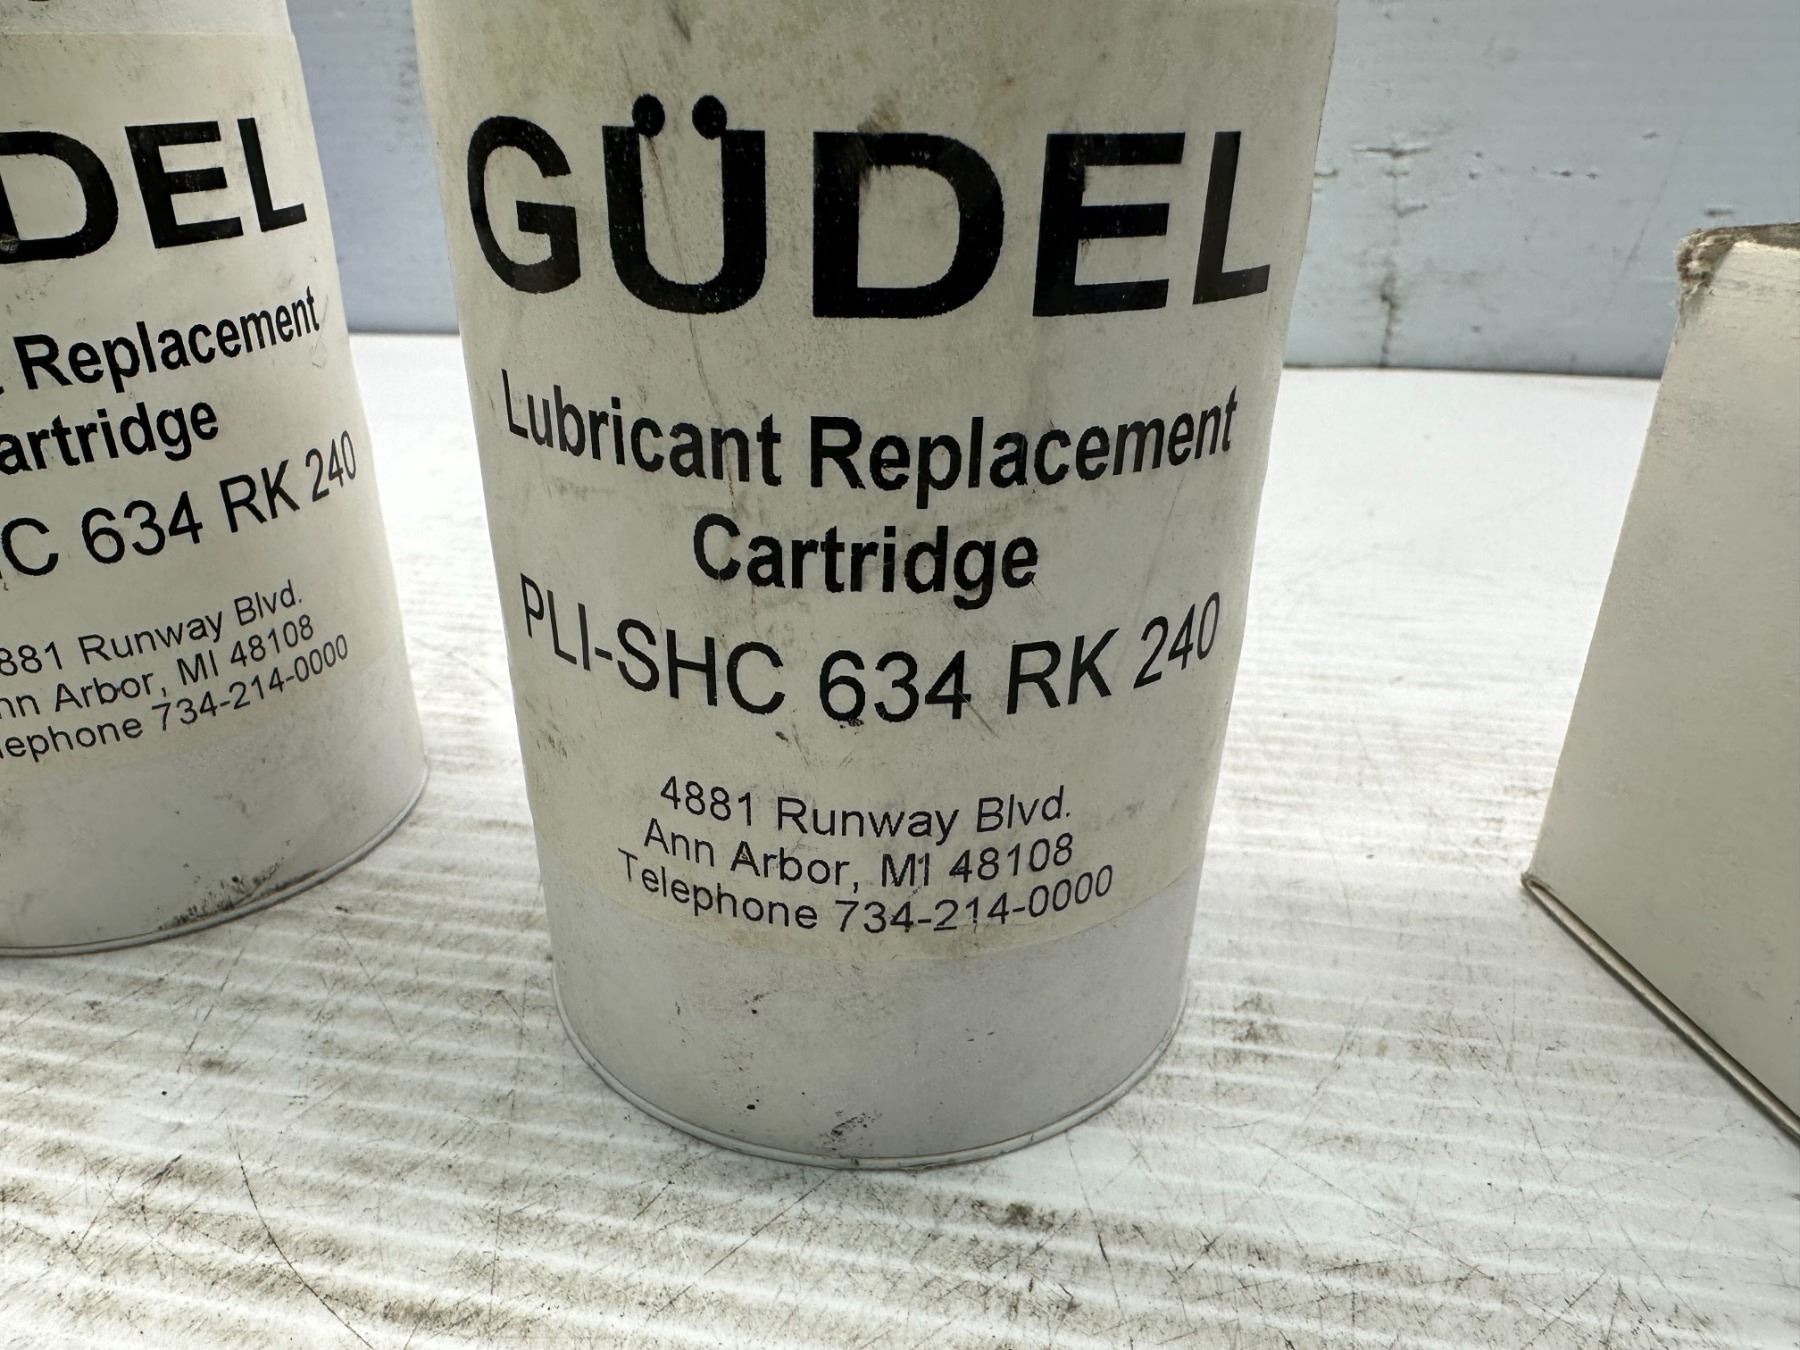 GÜDEL
Lubricant Replacement
Cartridge
PLI-SHC 634 RK 240
4881 Runway Blvd.
Ann Arbor, MI 48108
Telephone 734-214-0000
DEL
Replacement
artridge
C 634 RK 240
881 Runway Blvd.
nn Arbor, MI 48108
lephone 734-214-0000